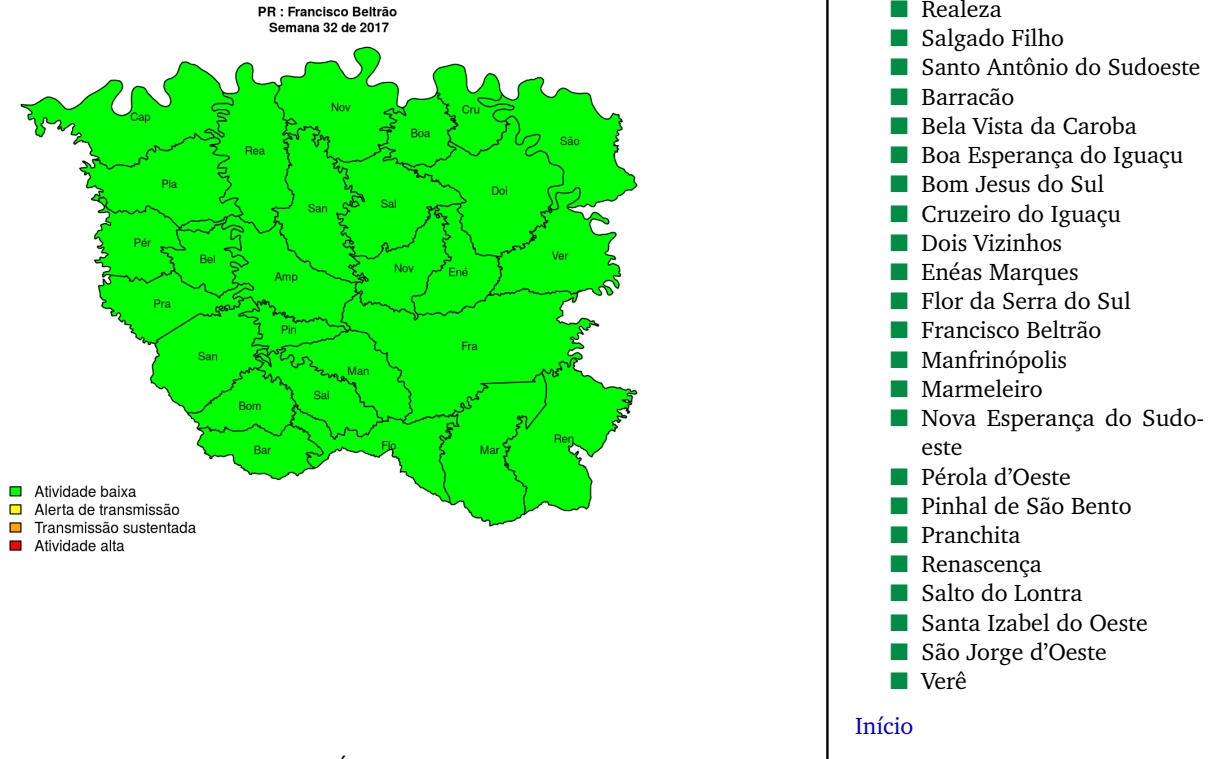 PR : Francisco Beltrão
Semana 32 de 2017
Cap
Nov
Cru
Boa
São
Rea
Pla
Doi
San
Sal
Pér
Bel
Ver
Nov
Ené
Amp
Pra
Pin
Fra
San
Man
Sal
Bom
Flo
Ren
Bar
Mar
Atividade baixa
Alerta de transmissão
Transmissão sustentada
Atividade alta
Realeza
Salgado Filho
Santo Antônio do Sudoeste
Barracão
Bela Vista da Caroba
Boa Esperança do Iguaçu
Bom Jesus do Sul
Cruzeiro do Iguaçu
Dois Vizinhos
Enéas Marques
Flor da Serra do Sul
Francisco Beltrão
Manfrinópolis
Marmeleiro
Nova Esperança do Sudo-
este
Pérola d’Oeste
Pinhal de São Bento
Pranchita
Renascença
Salto do Lontra
Santa Izabel do Oeste
São Jorge d’Oeste
Verê
Início